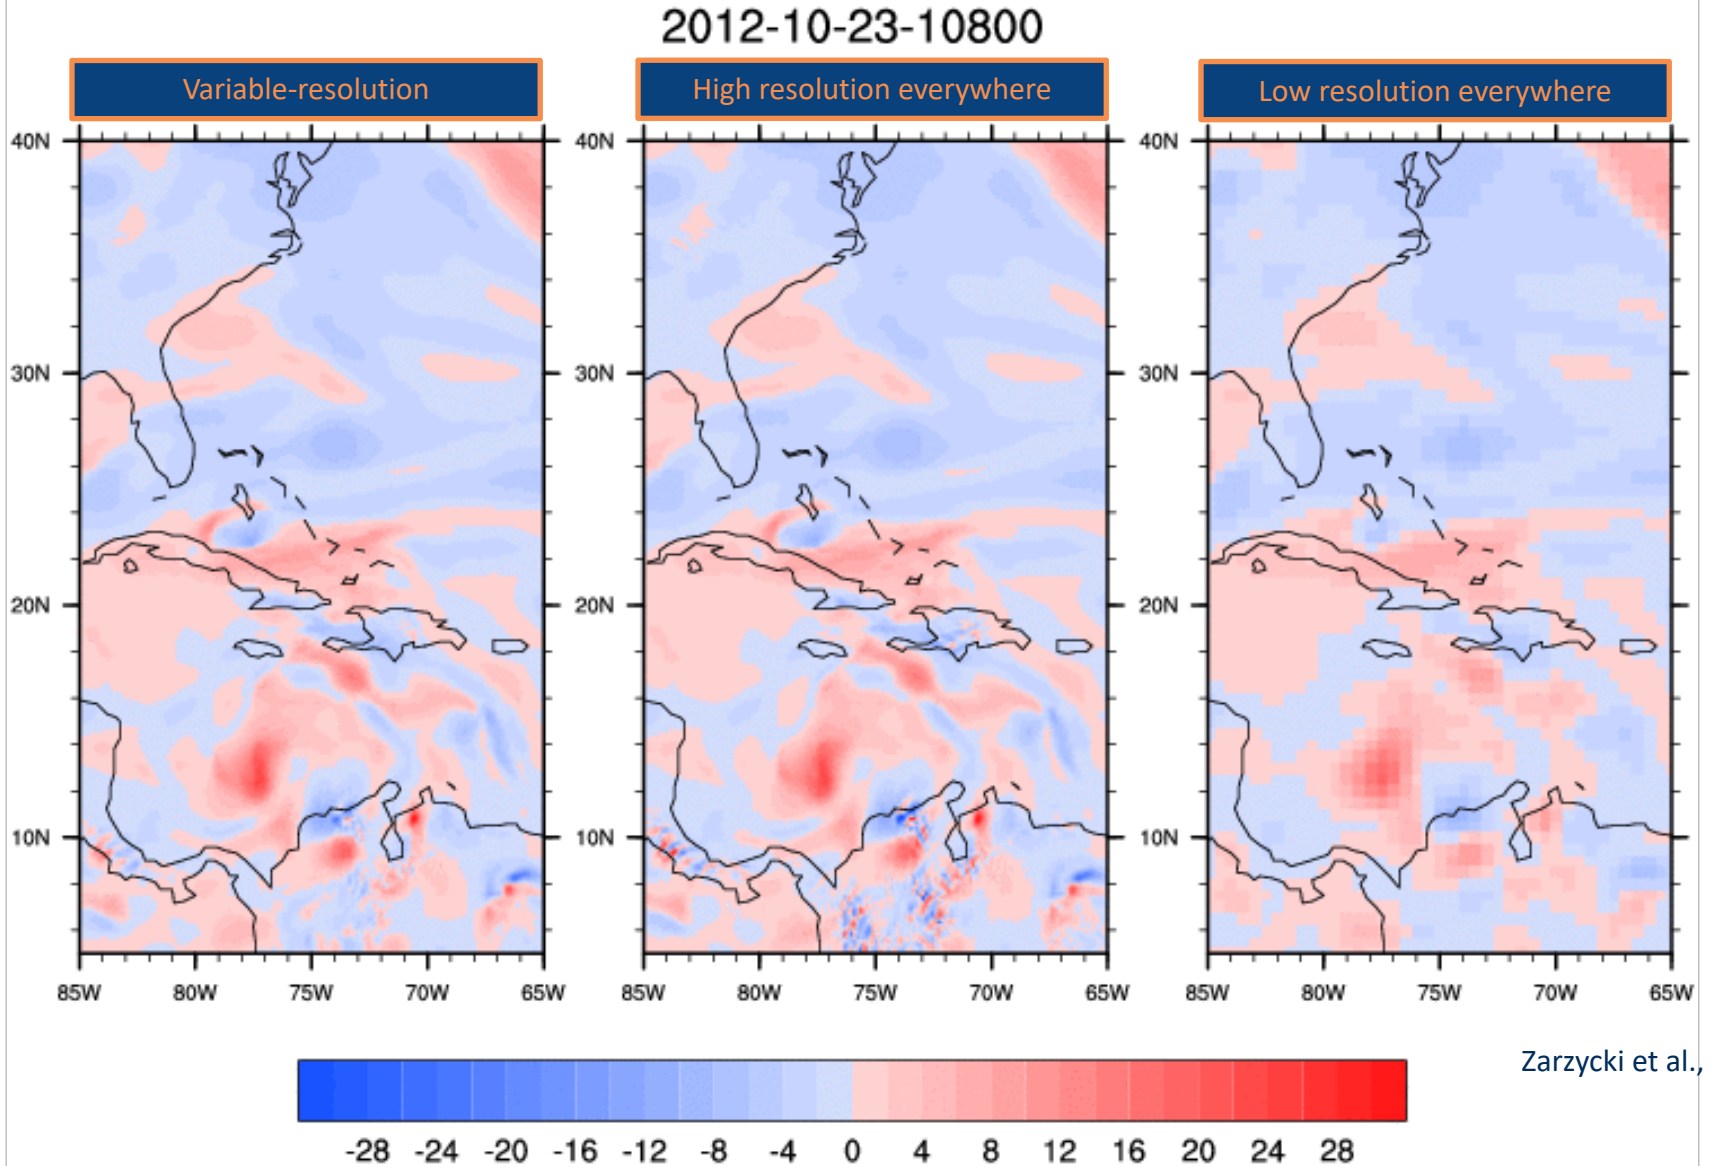 2012-10-23-10800
Variable-resolution
High resolution everywhere
Low resolution everywhere
40N
40N
40N
30N
30N
30N
20N
20N
20N
10N
10N
10N
85W 80W 75W 70W 65W
85W 80W 75W 70W 65W
85W 80W 75W 70W 65W
Zarzycki et al.,
-28 -24 -20 -16 -12 -8 -4 0 4 8 12 16 20 24 28